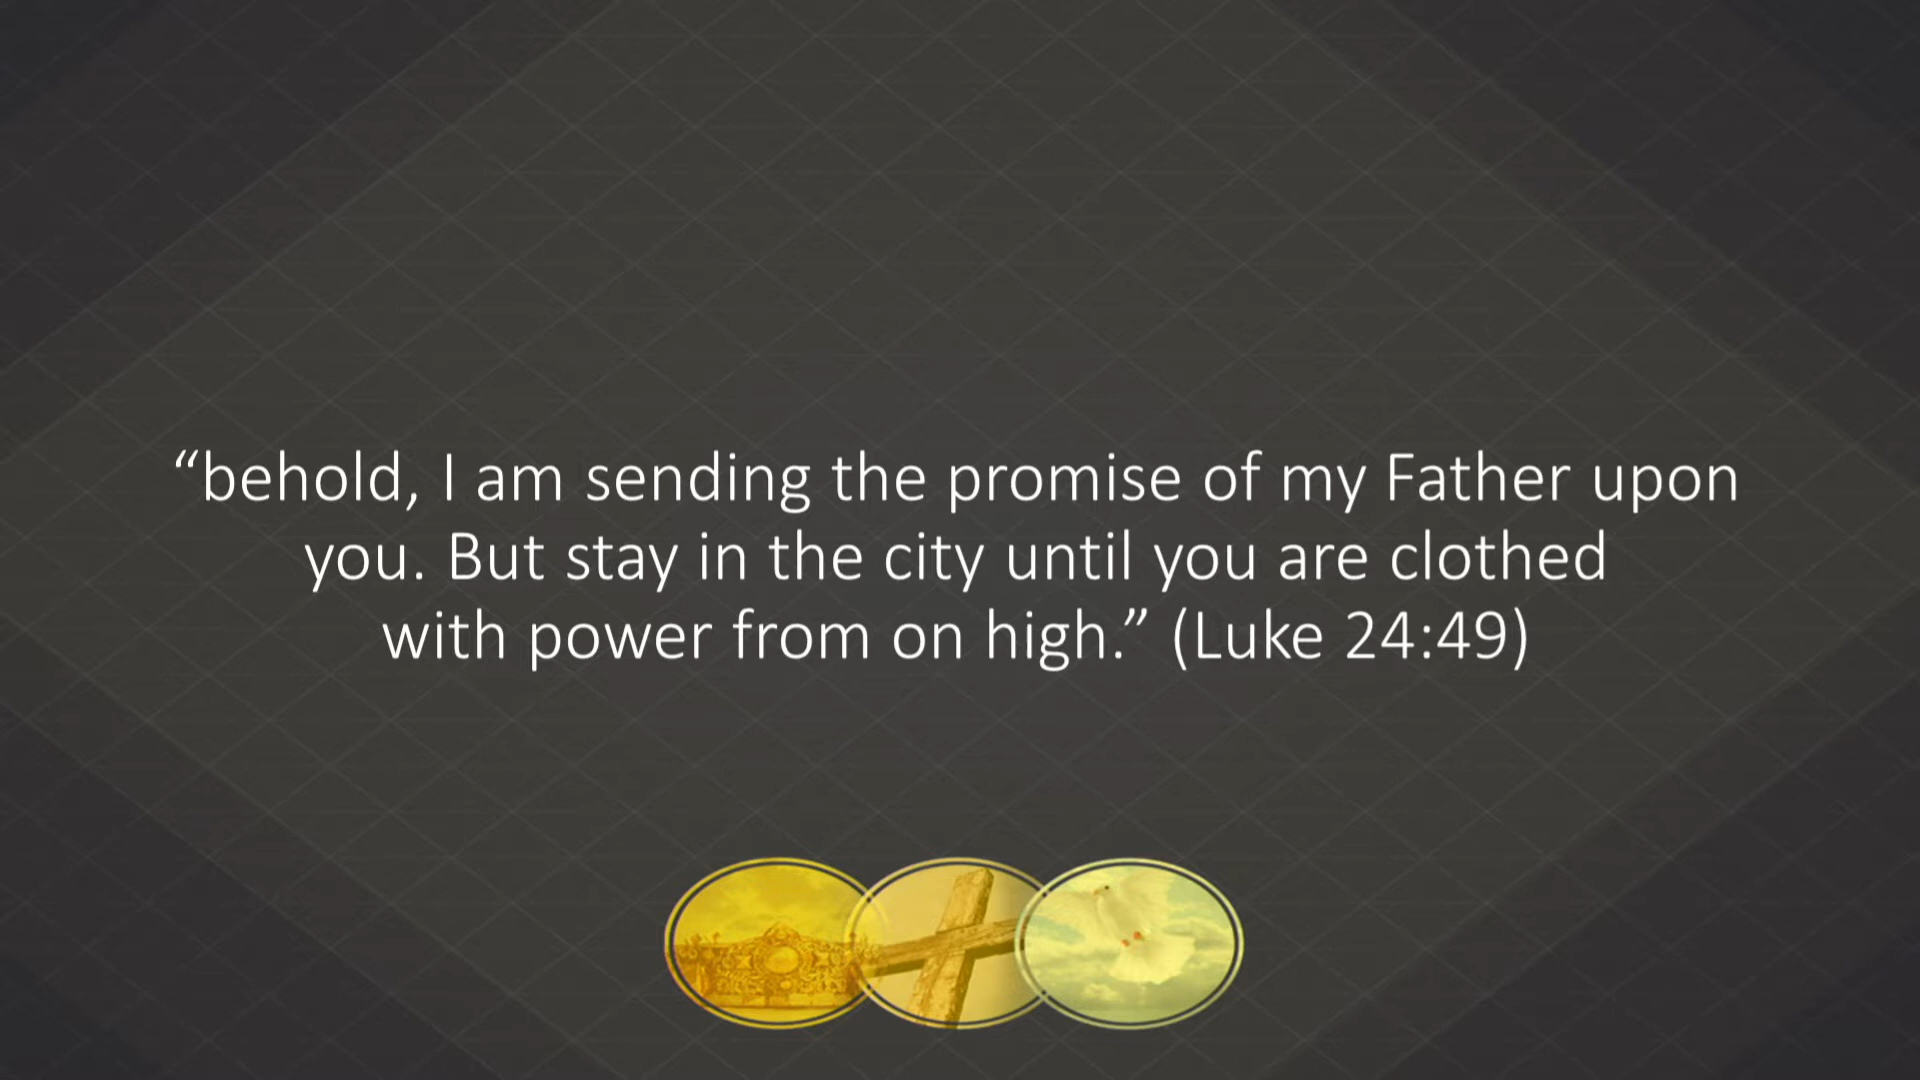 “behold, I am sending the promise of my Father upon
you. But stay in the city until you are clothed
with power from on high.” (Luke 24:49)